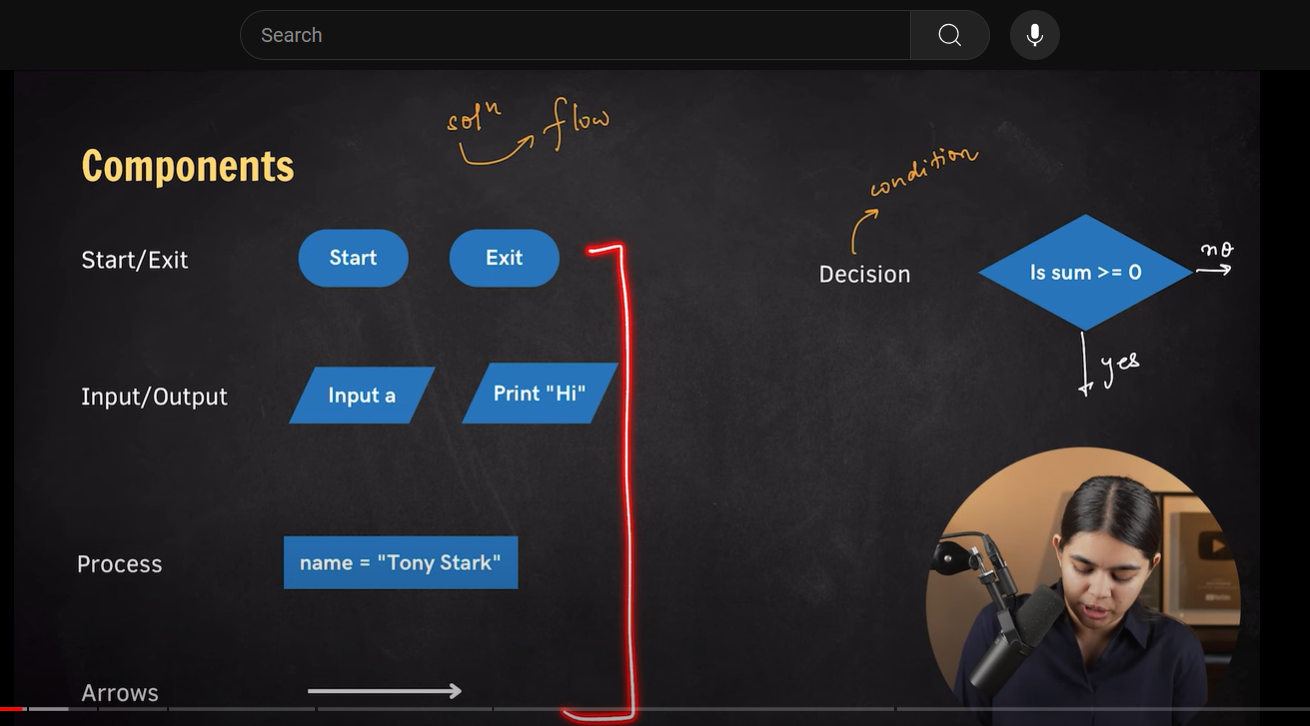 Search
solⁿ flow
Components
condition
Start/Exit
Start
Exit
Decision
Is sum >= 0
no
yes
Input/Output
Input a
Print "Hi"
Process
name = "Tony Stark"
Arrows